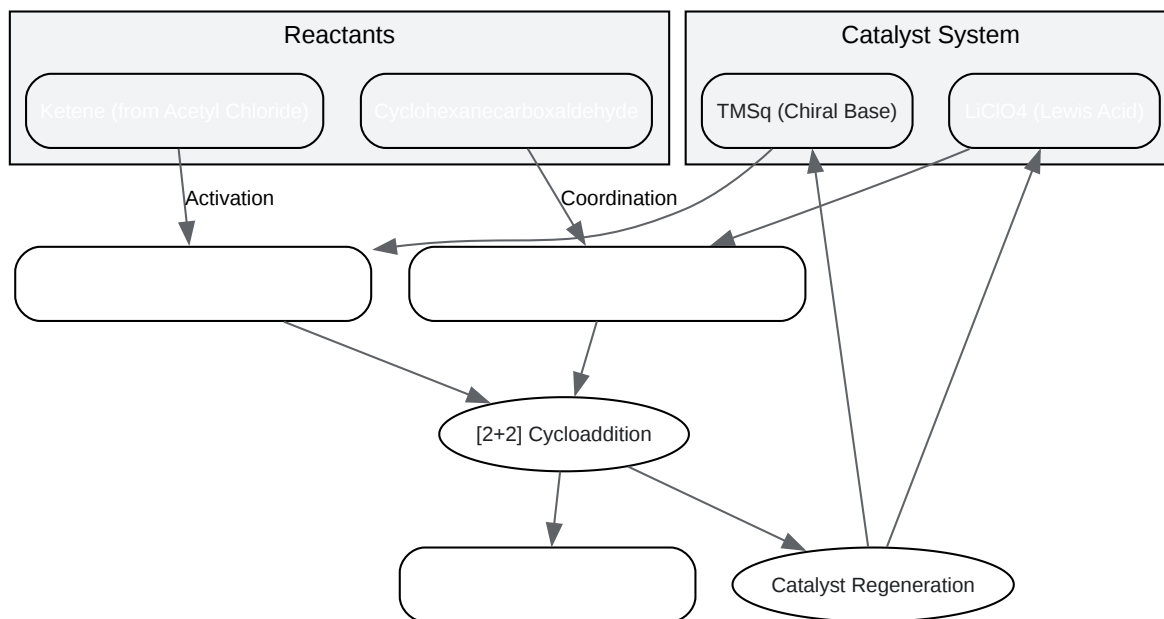 Reactants
Catalyst System
Ketene (from Acetyl Chloride)
Cyclohexanecarboxaldehyde
TMSq (Chiral Base)
LiClO4 (Lewis Acid)
Activation
Coordination
[2+2] Cycloaddition
Catalyst Regeneration